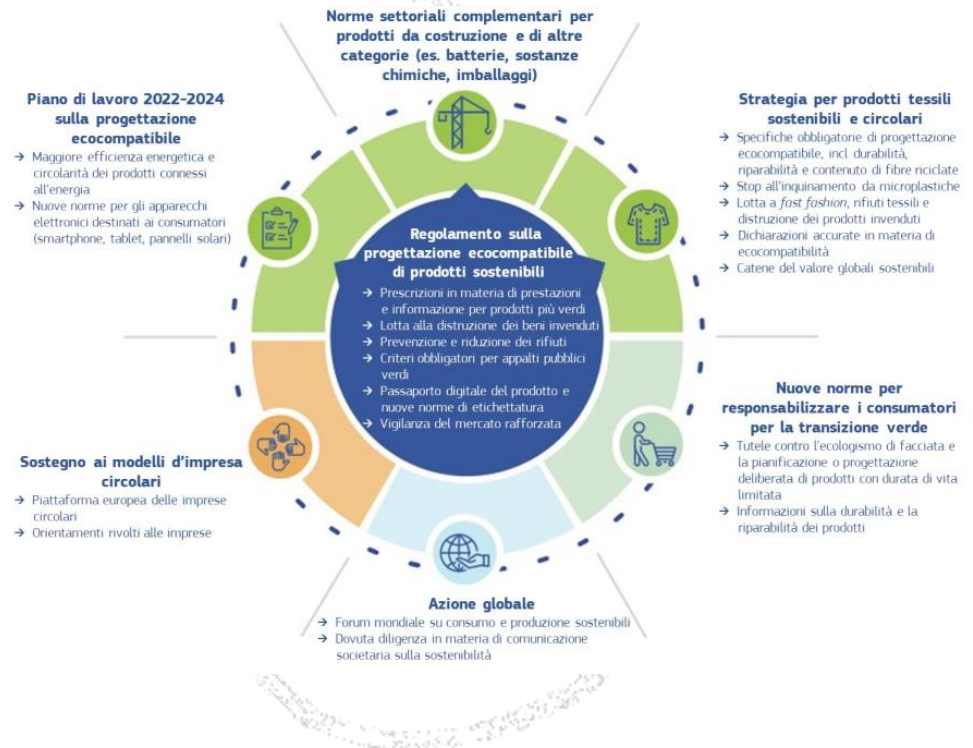 Norme settoriali complementari per
prodotti da costruzione e di altre
categorie (es. batterie, sostanze
chimiche, imballaggi)
Piano di lavoro 2022-2024
sulla progettazione
ecocompatibile
→ Maggiore efficienza energetica e
circolarità dei prodotti connessi
all'energia
→ Nuove norme per gli apparecchi
elettronici destinati ai consumatori
(smartphone, tablet, pannelli solari)
Strategia per prodotti tessili
sostenibili e circolari
→ Specifiche obbligatorie di progettazione
ecocompatibile, incl. durabilità,
riparabilità e contenuto di fibre riciclate
→ Stop all'inquinamento da microplastiche
→ Lotta a fast fashion, rifiuti tessili e
distruzione dei prodotti invenduti
→ Dichiarazioni accurate in materia di
ecocompatibilità
→ Catene del valore globali sostenibili
Regolamento sulla
progettazione ecocompatibile
di prodotti sostenibili
→ Prescrizioni in materia di prestazioni
e informazione per prodotti più verdi
→ Lotta alla distruzione dei beni invenduti
→ Prevenzione e riduzione dei rifiuti
→ Criteri obbligatori per appalti pubblici
verdi
→ Passaporto digitale del prodotto e
nuove norme di etichettatura
→ Vigilanza del mercato rafforzata
Nuove norme per
responsabilizzare i consumatori
per la transizione verde
→ Tutele contro l'ecologismo di facciata e
la pianificazione o progettazione
deliberata di prodotti con durata di vita
limitata
→ Informazioni sulla durabilità e la
riparabilità dei prodotti
Sostegno ai modelli d'impresa
circolari
→ Piattaforma europea delle imprese
circolari
→ Orientamenti rivolti alle imprese
Azione globale
→ Forum mondiale su consumo e produzione sostenibili
→ Dovuta diligenza in materia di comunicazione
societaria sulla sostenibilità